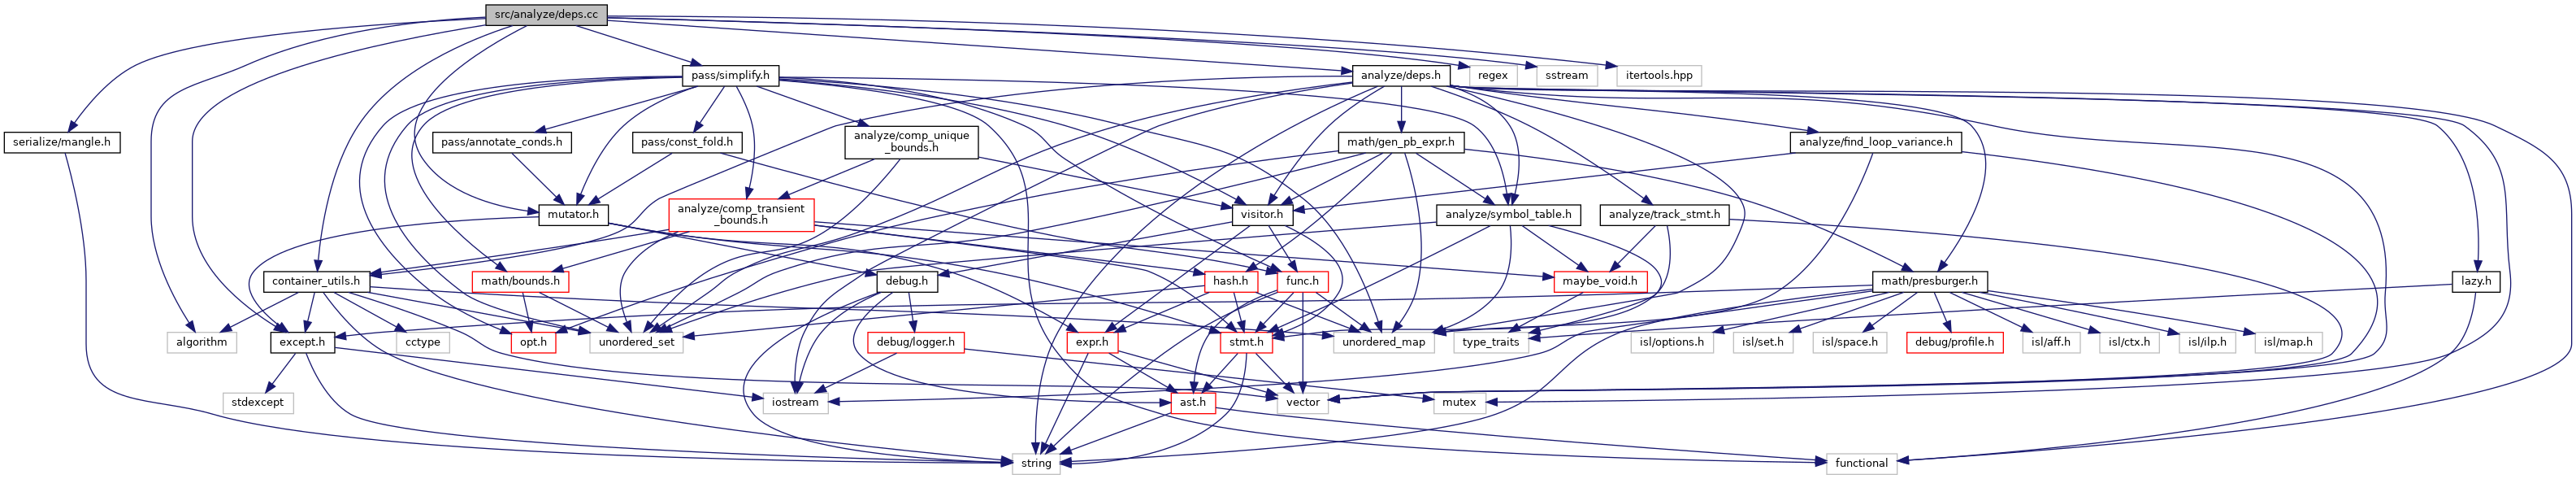 src/analyze/deps.cc
pass/simplify.h
analyze/deps.h
regex
sstream
itertools.hpp
serialize/mangle.h
pass/annotate_conds.h
pass/const_fold.h
analyze/comp_unique
_bounds.h
math/gen_pb_expr.h
analyze/find_loop_variance.h
mutator.h
analyze/comp_transient
_bounds.h
visitor.h
analyze/symbol_table.h
analyze/track_stmt.h
container_utils.h
math/bounds.h
debug.h
hash.h
func.h
maybe_void.h
math/presburger.h
lazy.h
algorithm
except.h
cctype
opt.h
unordered_set
debug/logger.h
expr.h
stmt.h
unordered_map
type_traits
isl/options.h
isl/set.h
isl/space.h
debug/profile.h
isl/aff.h
isl/ctx.h
isl/ilp.h
isl/map.h
stdexcept
iostream
ast.h
vector
mutex
string
functional